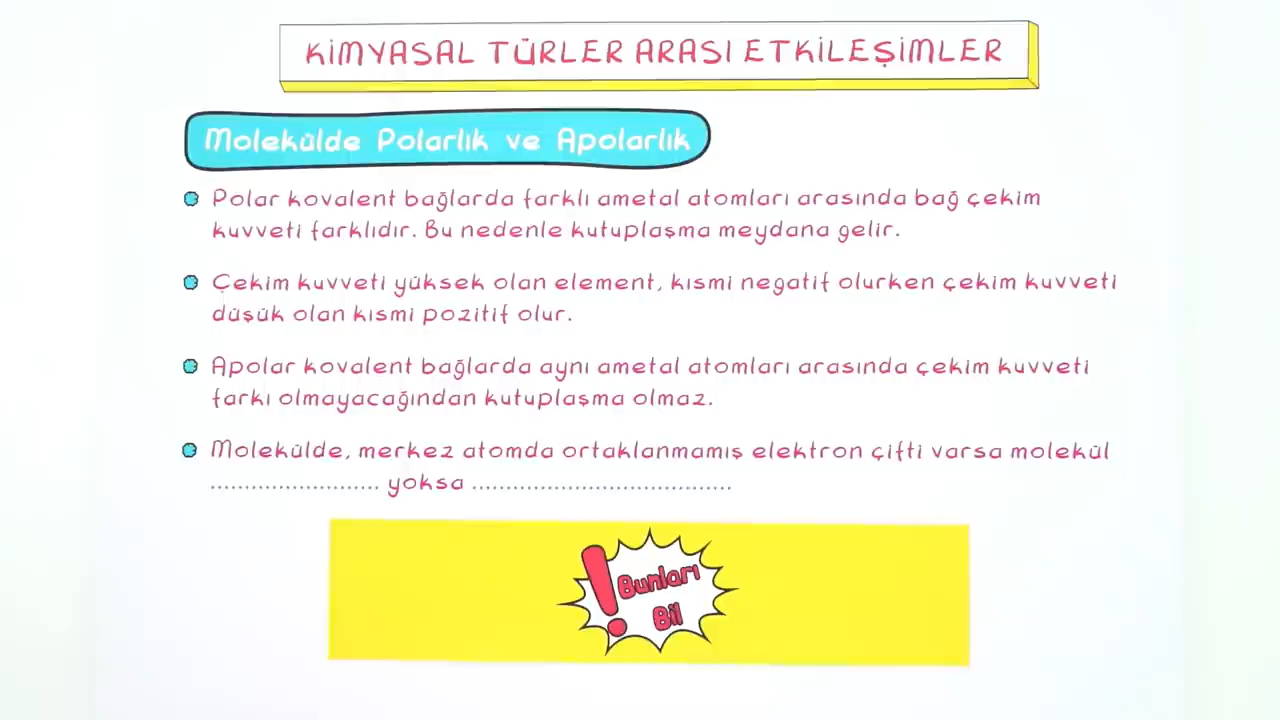 KİMYASAL TÜRLER ARASI ETKİLEŞİMLER
Molekülde Polarlık ve Apolarlık
Polar kovalent bağlarda farklı ametal atomları arasında bağ çekim
kuvveti farklıdır. Bu nedenle kutuplaşma meydana gelir.
Çekim kuvveti yüksek olan element, kısmi negatif olurken çekim kuvveti
düşük olan kısmi pozitif olur.
Apolar kovalent bağlarda aynı ametal atomları arasında çekim kuvveti
farkı olmayacağından kutuplaşma olmaz.
Molekülde, merkez atomda ortaklanmamış elektron çifti varsa molekül
........................ yoksa .....................................
Bunları
Bil